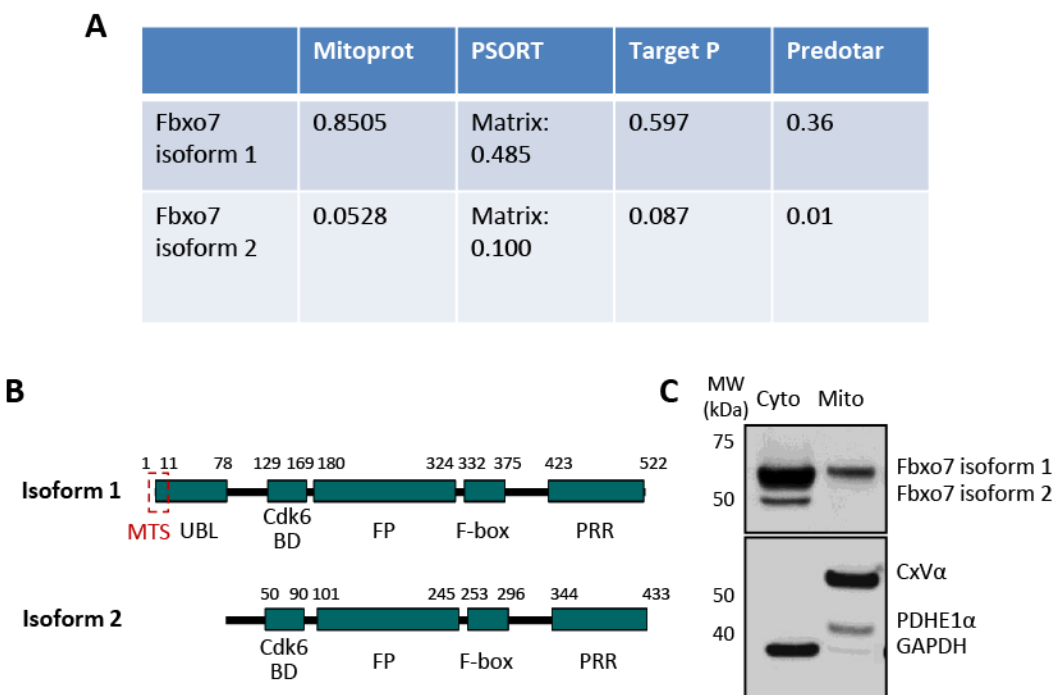 A
Mitoprot PSORT Target P Predotar
Fbxo7 0.8505 Matrix: 0.597 0.36
isoform 1 0.485
Fbxo7 0.0528 Matrix: 0.087 0.01
isoform 2 0.100
B
1 11 78 129 169 180 324 332 375 423 522
Isoform 1
MTS UBL Cdk6 FP F-box PRR
BD
50 90 101 245 253 296 344 433
Isoform 2
Cdk6 FP F-box PRR
BD
C
MW Cyto Mito
(kDa)
75
Fbxo7 isoform 1
50 Fbxo7 isoform 2
CxVα
50
PDHE1α
40
GAPDH